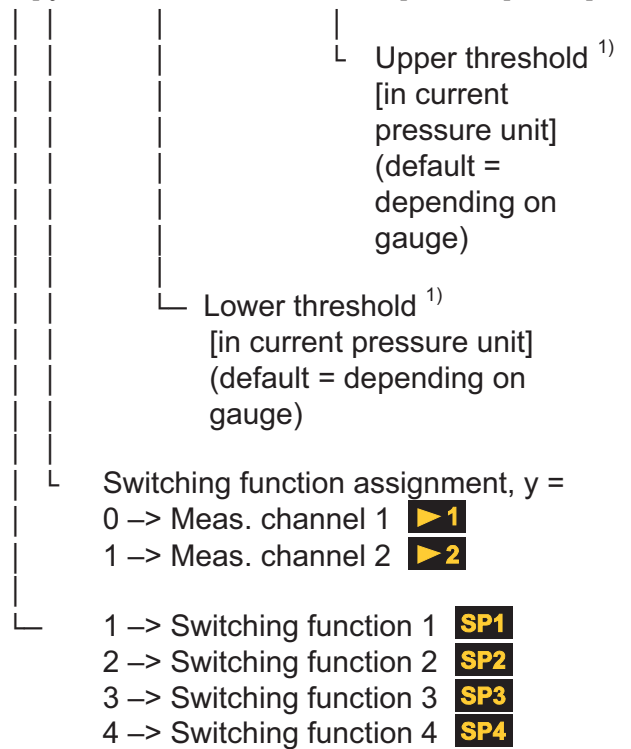 Upper threshold 1)
[in current
pressure unit]
(default =
depending on
gauge)
Lower threshold 1)
[in current pressure unit]
(default = depending on
gauge)
Switching function assignment, y =
0 –> Meas. channel 1 ►1
1 –> Meas. channel 2 ►2
1 –> Switching function 1 SP1
2 –> Switching function 2 SP2
3 –> Switching function 3 SP3
4 –> Switching function 4 SP4